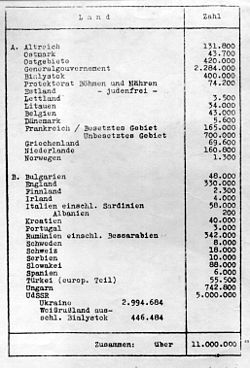 Land Zahl
A. Altreich 131.800
Ostmark 43.700
Ostgebiete 420.000
Generalgouvernement 2.284.000
Bialystok 400.000
Protektorat Böhmen und Mähren 74.200
Estland - judenfrei -
Lettland 3.500
Litauen 34.000
Belgien 43.000
Dänemark 5.600
Frankreich / Besetztes Gebiet 165.000
Unbesetztes Gebiet 700.000
Griechenland 69.600
Niederlande 160.800
Norwegen 1.300
B. Bulgarien 48.000
England 330.000
Finnland 2.300
Irland 4.000
Italien einschl. Sardinien 58.000
Albanien 200
Kroatien 40.000
Portugal 3.000
Rumänien einschl. Bessarabien 342.000
Schweden 8.000
Schweiz 18.000
Serbien 10.000
Slowakei 88.000
Spanien 6.000
Türkei (europ. Teil) 55.500
Ungarn 742.800
UdSSR 5.000.000
Ukraine 2.994.684
Weißrußland aus-
schl. Bialystok 446.484
Zusammen: über 11.000.000